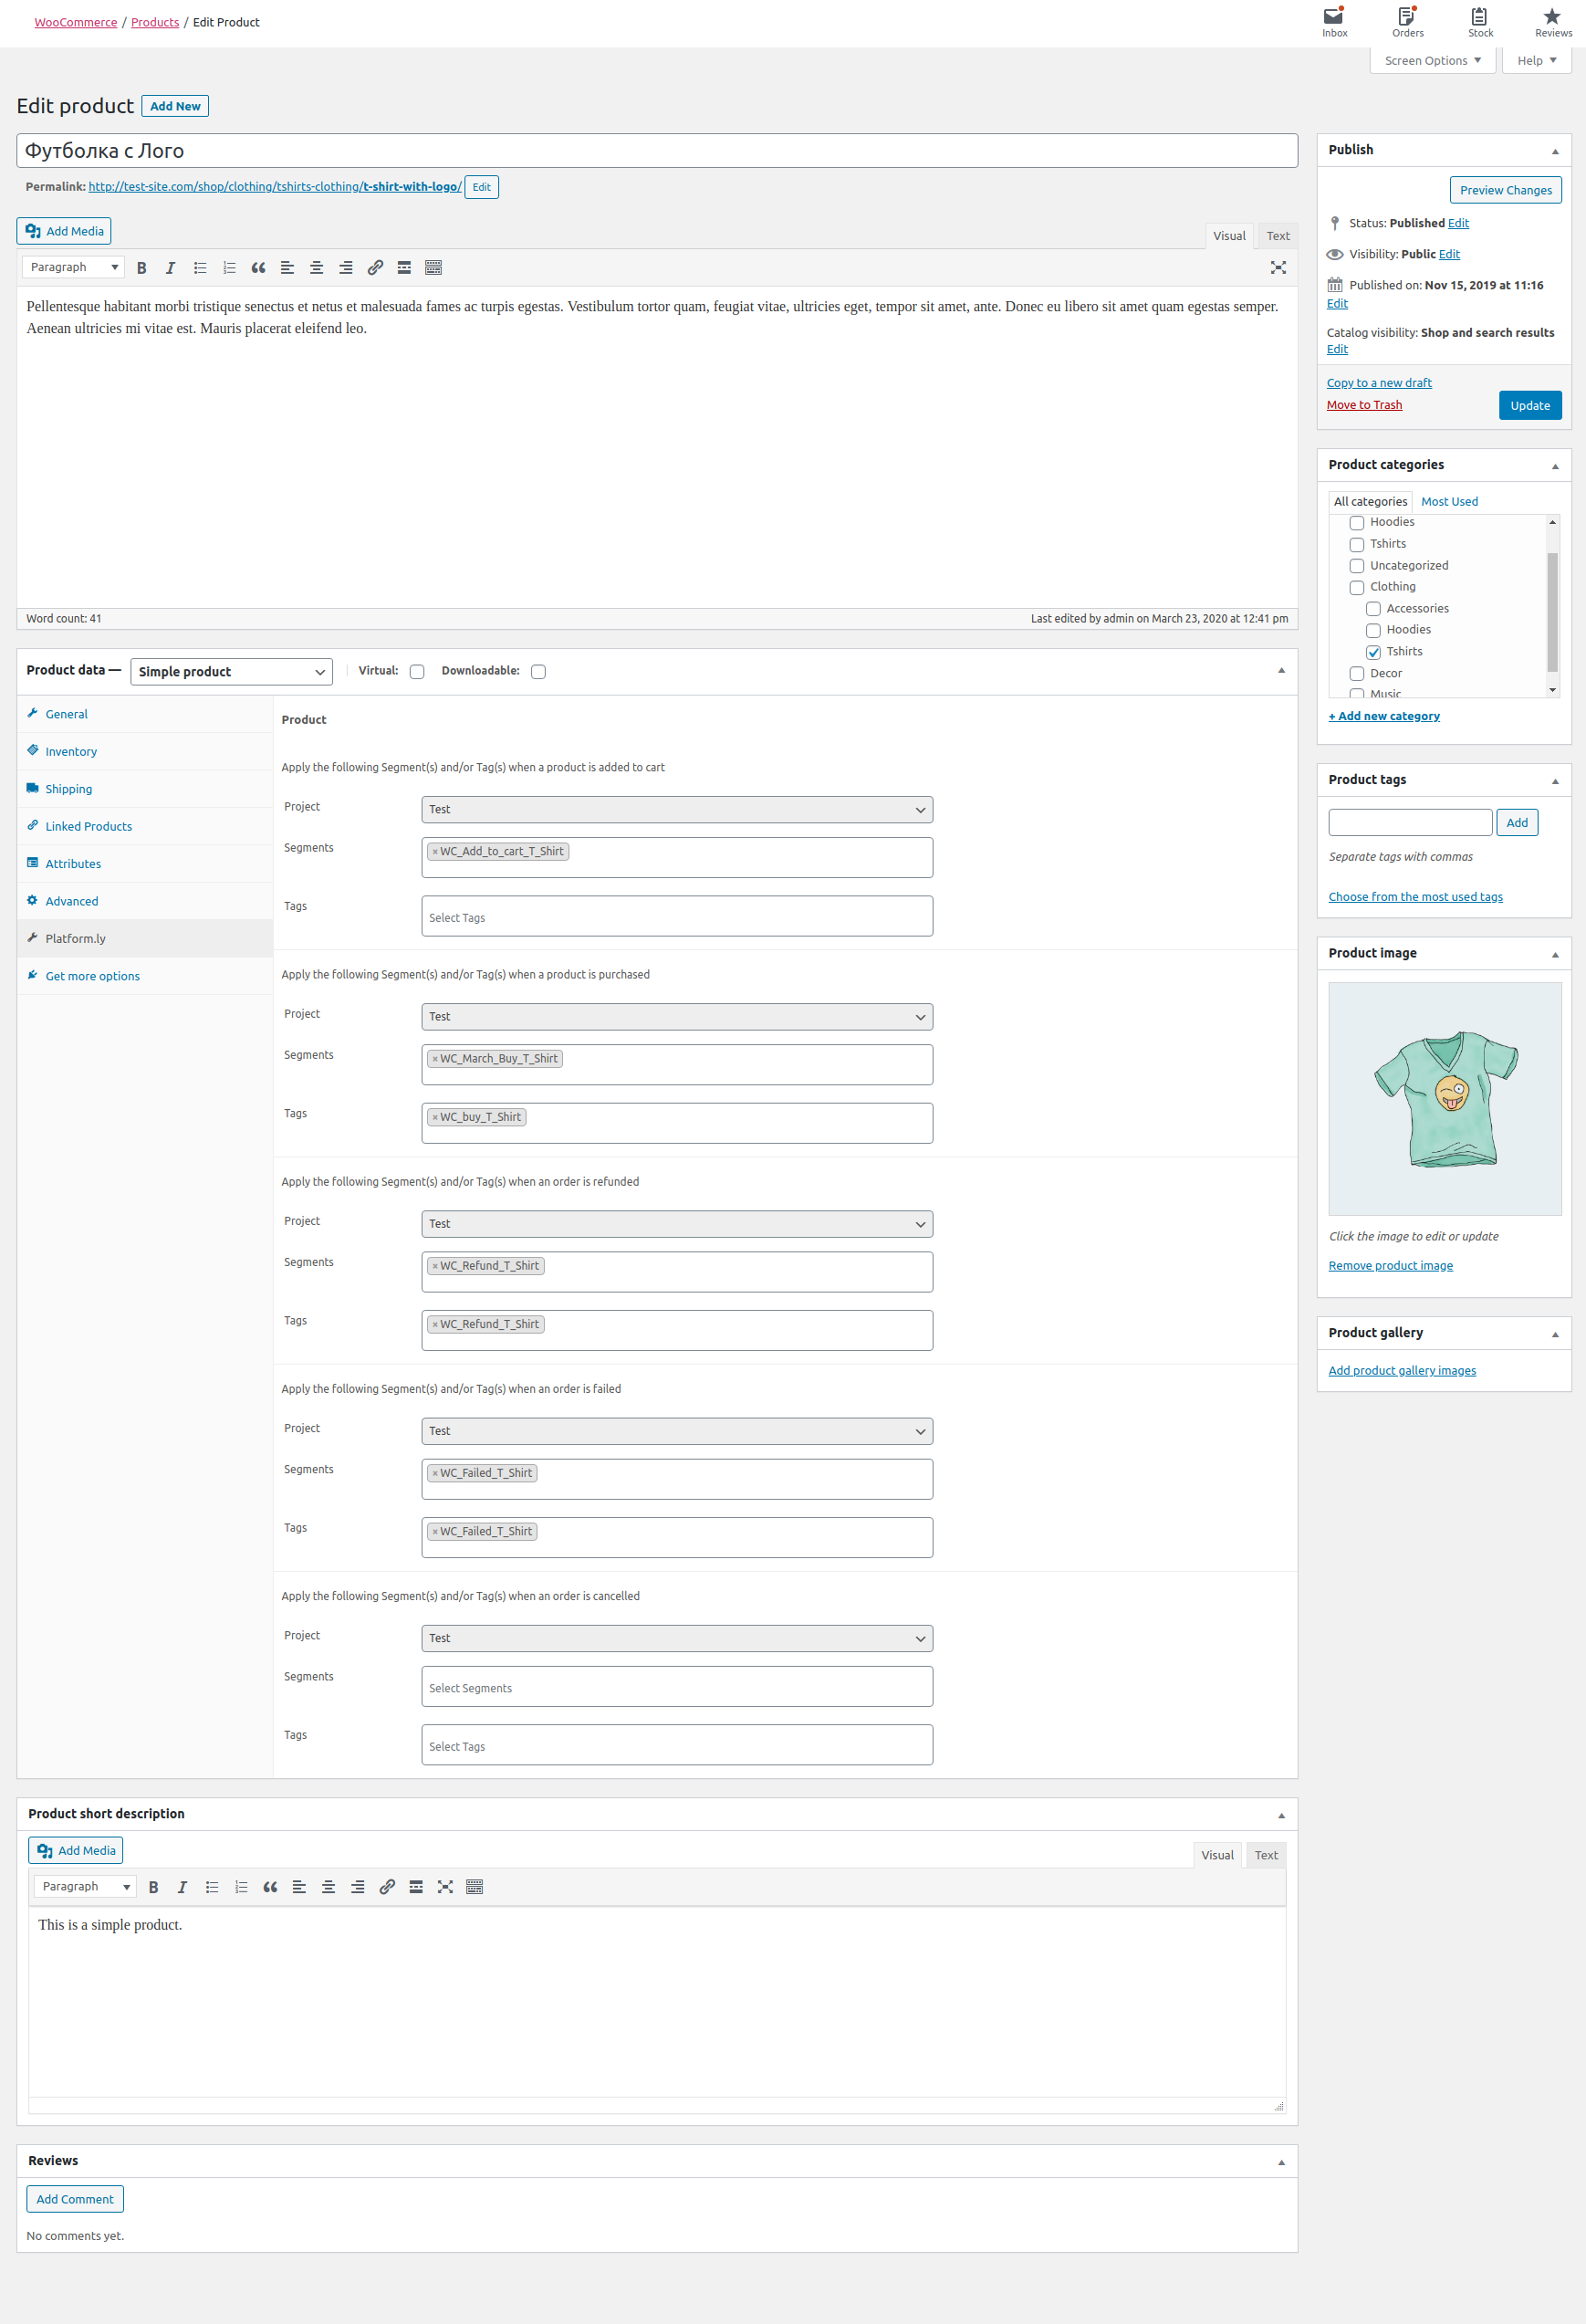 WooCommerce / Products / Edit Product
Inbox
Orders
Stock
Reviews
Screen Options
Help
Edit product
Add New
Футболка с Лого
Permalink: http://test-site.com/shop/clothing/tshirts-clothing/t-shirt-with-logo/ Edit
Add Media
Visual
Text
Paragraph
Pellentesque habitant morbi tristique senectus et netus et malesuada fames ac turpis egestas. Vestibulum tortor quam, feugiat vitae, ultricies eget, tempor sit amet, ante. Donec eu libero sit amet quam egestas semper.
Aenean ultricies mi vitae est. Mauris placerat eleifend leo.
Word count: 41
Last edited by admin on March 23, 2020 at 12:41 pm
Product data —
Simple product
Virtual:
Downloadable:
General
Inventory
Shipping
Linked Products
Attributes
Advanced
Platform.ly
Get more options
Product
Apply the following Segment(s) and/or Tag(s) when a product is added to cart
Project
Test
Segments
× WC_Add_to_cart_T_Shirt
Tags
Select Tags
Apply the following Segment(s) and/or Tag(s) when a product is purchased
Project
Test
Segments
× WC_March_Buy_T_Shirt
Tags
× WC_buy_T_Shirt
Apply the following Segment(s) and/or Tag(s) when an order is refunded
Project
Test
Segments
× WC_Refund_T_Shirt
Tags
× WC_Refund_T_Shirt
Apply the following Segment(s) and/or Tag(s) when an order is failed
Project
Test
Segments
× WC_Failed_T_Shirt
Tags
× WC_Failed_T_Shirt
Apply the following Segment(s) and/or Tag(s) when an order is cancelled
Project
Test
Segments
Select Segments
Tags
Select Tags
Product short description
Add Media
Visual
Text
Paragraph
This is a simple product.
Reviews
Add Comment
No comments yet.
Publish
Preview Changes
Status: Published Edit
Visibility: Public Edit
Published on: Nov 15, 2019 at 11:16
Edit
Catalog visibility: Shop and search results
Edit
Copy to a new draft
Move to Trash
Update
Product categories
All categories
Most Used
Hoodies
Tshirts
Uncategorized
Clothing
Accessories
Hoodies
Tshirts
Decor
Music
+ Add new category
Product tags
Add
Separate tags with commas
Choose from the most used tags
Product image
Click the image to edit or update
Remove product image
Product gallery
Add product gallery images